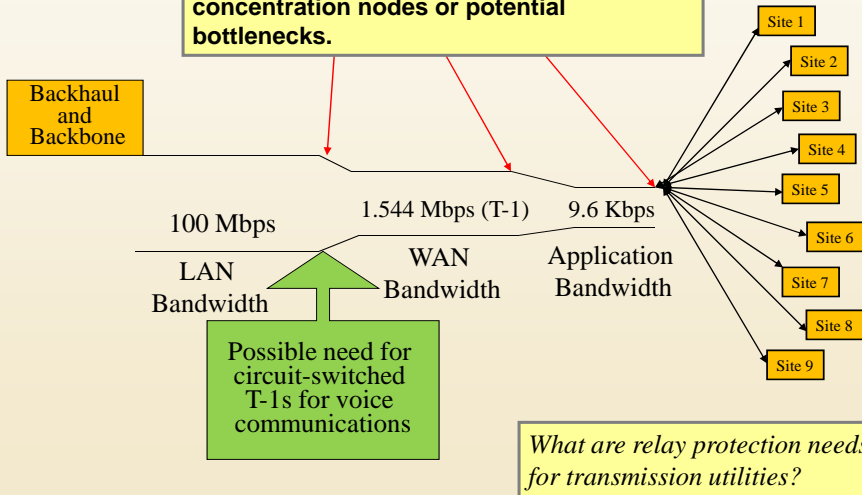 concentration nodes or potential
bottlenecks.
Site 1
Site 2
Site 3
Site 4
Site 5
Site 6
Site 7
Site 8
Site 9
Backhaul
and
Backbone
100 Mbps
1.544 Mbps (T-1)
9.6 Kbps
LAN
Bandwidth
WAN
Bandwidth
Application
Bandwidth
Possible need for
circuit-switched
T-1s for voice
communications
What are relay protection needs
for transmission utilities?